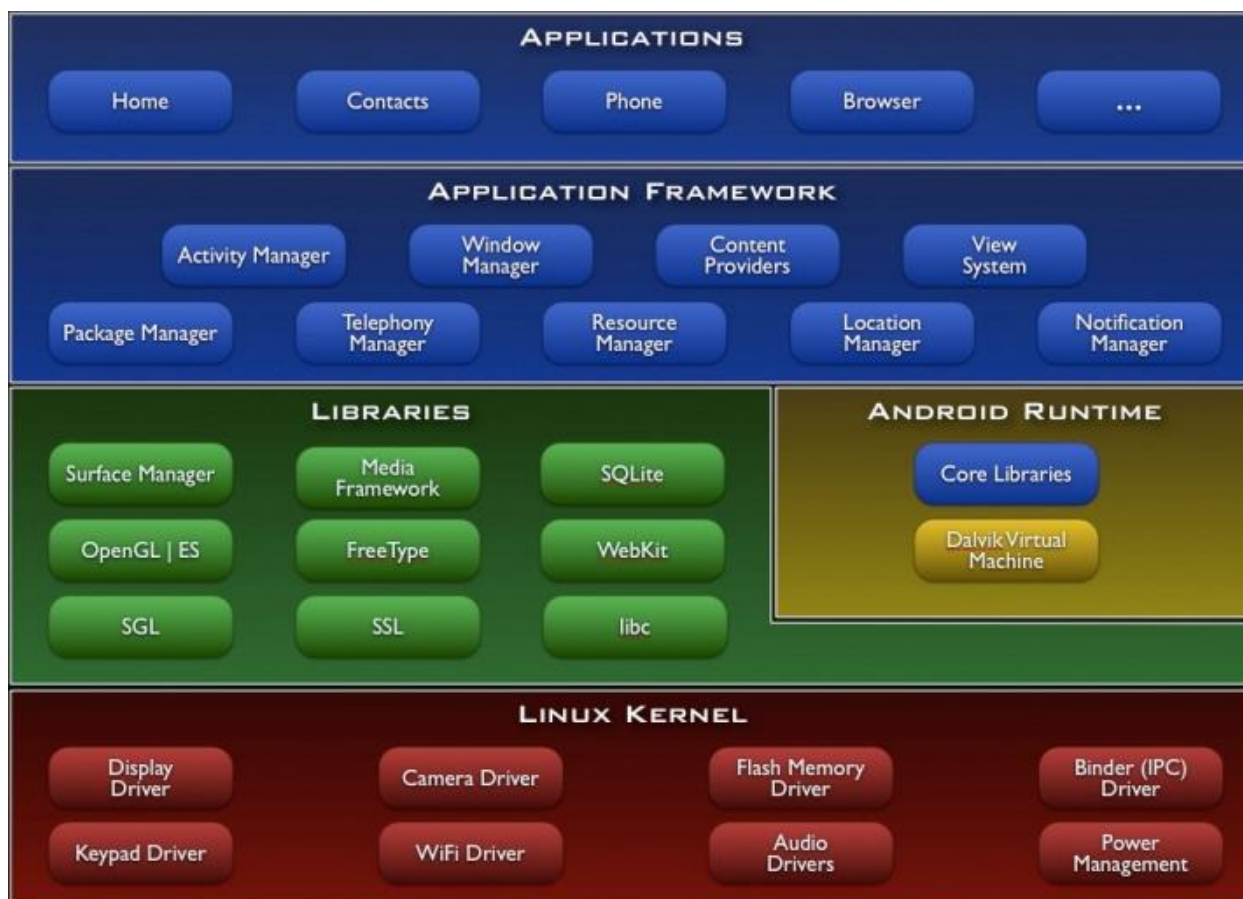 APPLICATIONS
Home
Contacts
Phone
Browser
...
APPLICATION FRAMEWORK
Activity Manager
Window
Manager
Content
Providers
View
System
Package Manager
Telephony
Manager
Resource
Manager
Location
Manager
Notification
Manager
LIBRARIES
Surface Manager
Media
Framework
SQLite
OpenGL | ES
FreeType
WebKit
SGL
SSL
libc
ANDROID RUNTIME
Core Libraries
Dalvik Virtual
Machine
LINUX KERNEL
Display
Driver
Camera Driver
Flash Memory
Driver
Binder (IPC)
Driver
Keypad Driver
WiFi Driver
Audio
Drivers
Power
Management